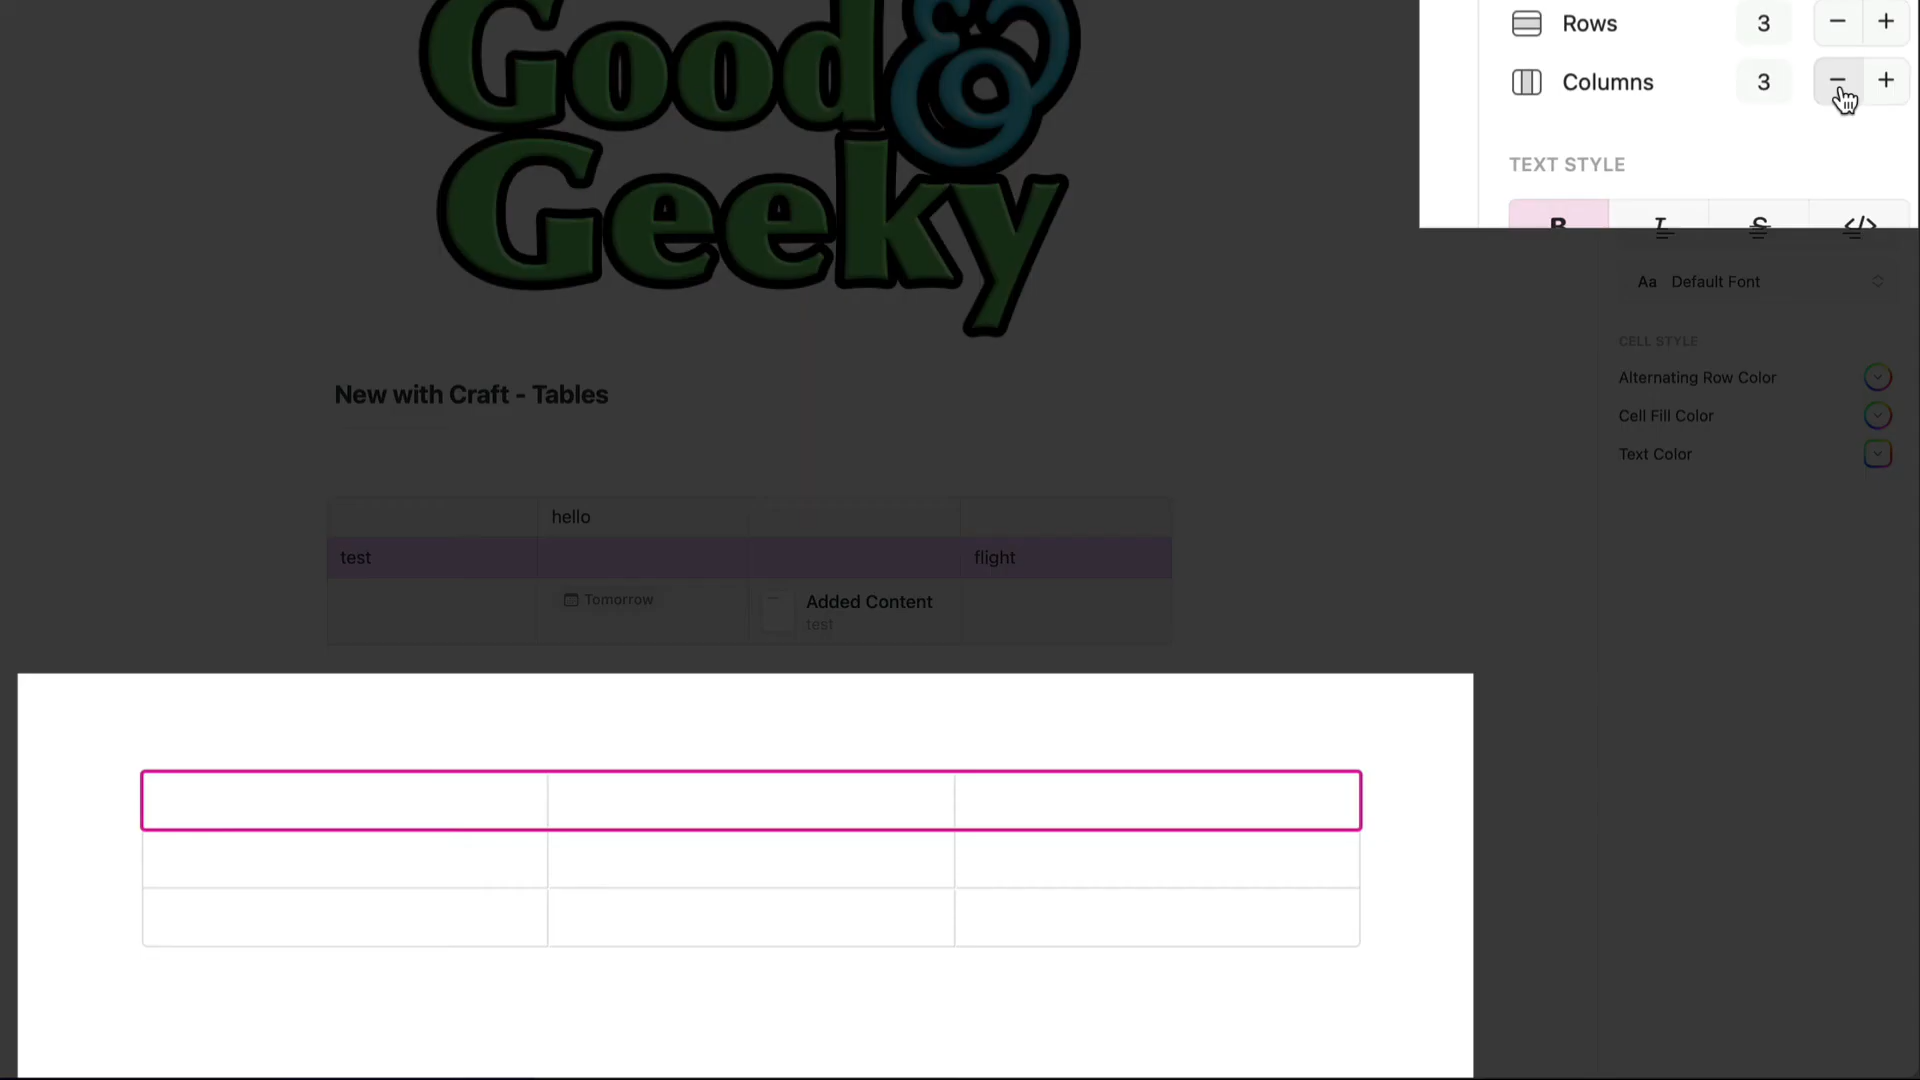 Good &
Geeky
Rows 3 − +
Columns 3 − +
TEXT STYLE
B I S </>
Aa Default Font
CELL STYLE
Alternating Row Color
Cell Fill Color
Text Color
New with Craft - Tables
hello
test flight
Tomorrow Added Content
test